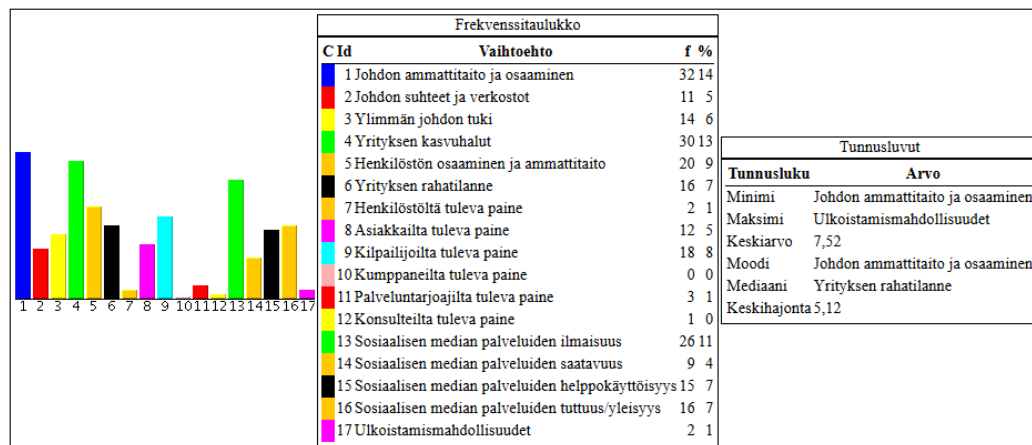 Frekvenssitaulukko
C Id Vaihtoehto f %
1 Johdon ammattitaito ja osaaminen 32 14
2 Johdon suhteet ja verkostot 11 5
3 Ylimmän johdon tuki 14 6
4 Yrityksen kasvuhalut 30 13
5 Henkilöstön osaaminen ja ammattitaito 20 9
6 Yrityksen rahatilanne 16 7
7 Henkilöstöltä tuleva paine 2 1
8 Asiakkailta tuleva paine 12 5
9 Kilpailijoilta tuleva paine 18 8
10 Kumppaneilta tuleva paine 0 0
11 Palveluntarjoajilta tuleva paine 3 1
12 Konsulteilta tuleva paine 1 0
13 Sosiaalisen median palveluiden ilmaisuus 26 11
14 Sosiaalisen median palveluiden saatavuus 9 4
15 Sosiaalisen median palveluiden helppokäyttöisyys 15 7
16 Sosiaalisen median palveluiden tuttuus/yleisyys 16 7
17 Ulkoistamismahdollisuudet 2 1
1 2 3 4 5 6 7 8 9 10 11 12 13 14 15 16 17
Tunnusluvut
Tunnusluku Arvo
Minimi Johdon ammattitaito ja osaaminen
Maksimi Ulkoistamismahdollisuudet
Keskiarvo 7,52
Moodi Johdon ammattitaito ja osaaminen
Mediaani Yrityksen rahatilanne
Keskihajonta 5,12